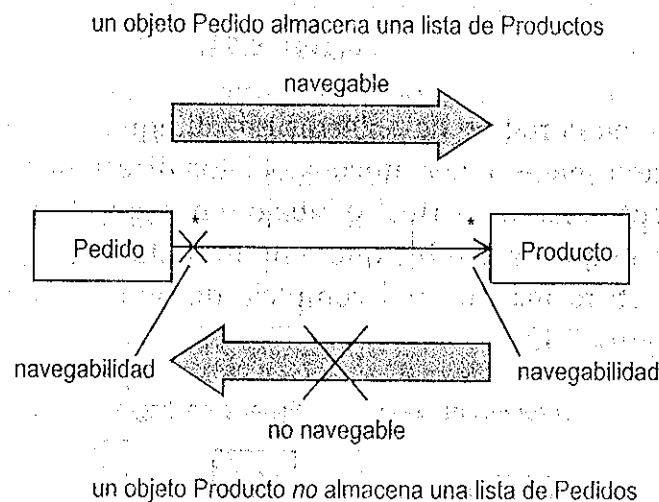 un objeto Pedido almacena una lista de Productos
navegable
*
*
Pedido
Producto
navegabilidad
navegabilidad
no navegable
un objeto Producto no almacena una lista de Pedidos